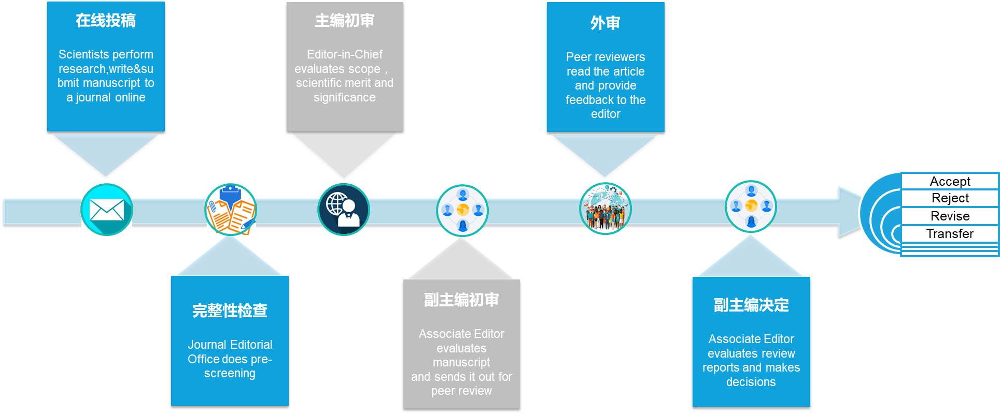 在线投稿
Scientists perform
research,write&su
bmit manuscript to
a journal online
完整性检查
Journal Editorial
Office does pre-
screening
主编初审
Editor-in-Chief
evaluates scope，
scientific merit and
significance
副主编初审
Associate Editor
evaluates
manuscript
and sends it out for
peer review
外审
Peer reviewers
read the article
and provide
feedback to the
editor
副主编决定
Associate Editor
evaluates review
reports and makes
decisions
Accept
Reject
Revise
Transfer